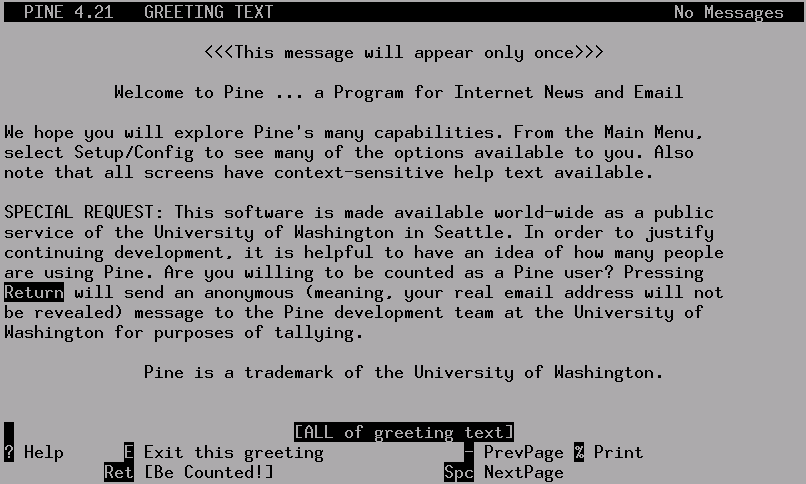 PINE 4.21   GREETING TEXT   No Messages
<<<This message will appear only once>>>
Welcome to Pine ... a Program for Internet News and Email
We hope you will explore Pine's many capabilities. From the Main Menu,
select Setup/Config to see many of the options available to you. Also
note that all screens have context-sensitive help text available.
SPECIAL REQUEST: This software is made available world-wide as a public
service of the University of Washington in Seattle. In order to justify
continuing development, it is helpful to have an idea of how many people
are using Pine. Are you willing to be counted as a Pine user? Pressing
Return will send an anonymous (meaning, your real email address will not
be revealed) message to the Pine development team at the University of
Washington for purposes of tallying.
Pine is a trademark of the University of Washington.
[ALL of greeting text]
? Help   E Exit this greeting   - PrevPage % Print
Ret [Be Counted!]   Spc NextPage